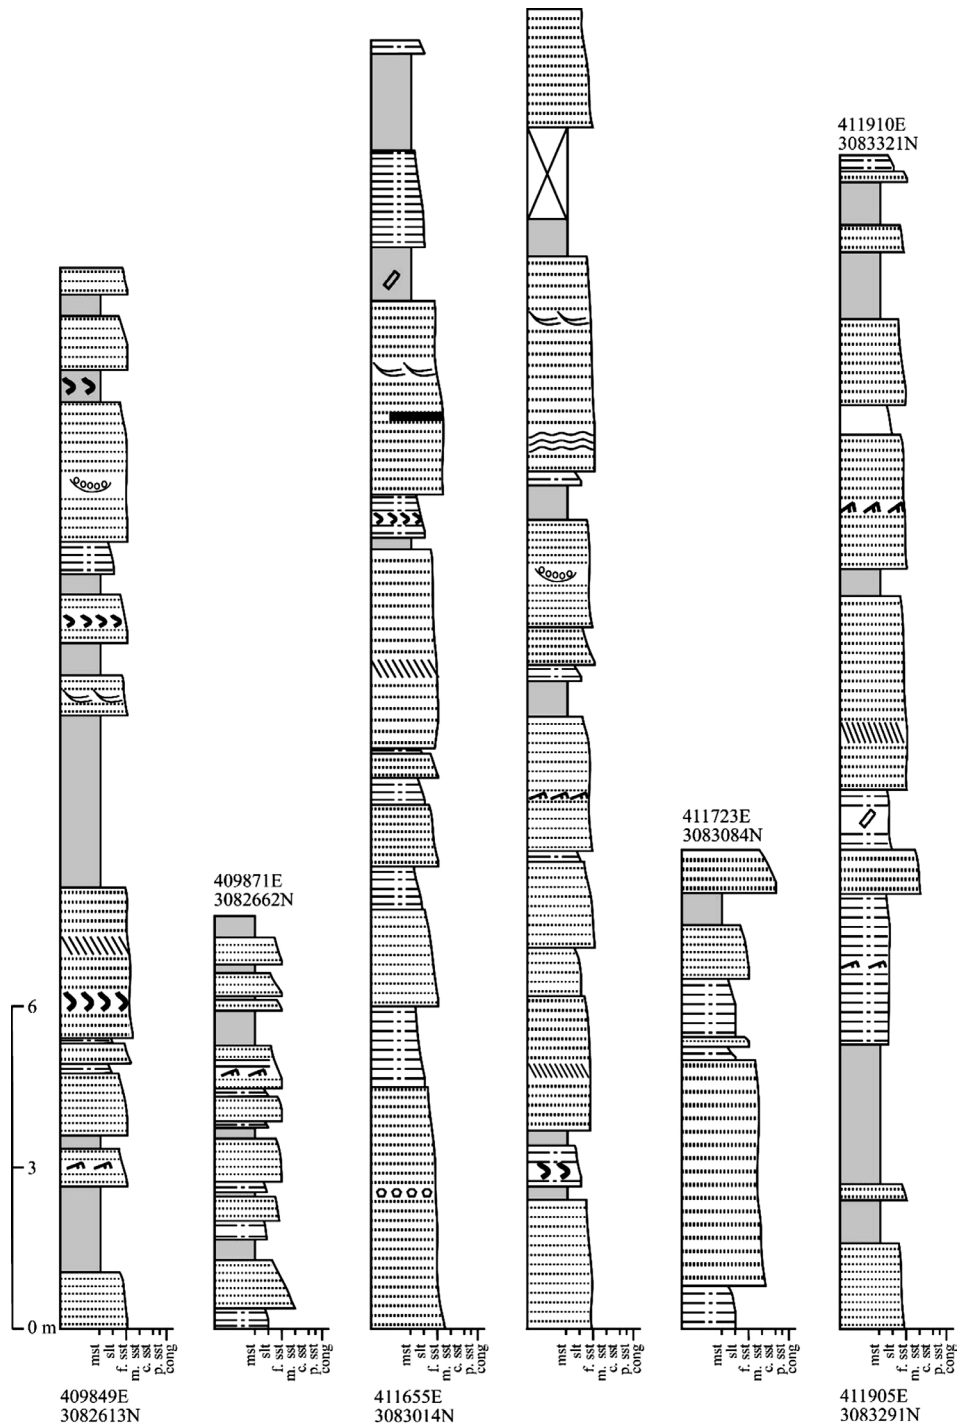 411910E
3083321N
411723E
3083084N
409871E
3082662N
6
3
0 m
mst
slt
f. sst
m. sst
c. sst
p. sst
cong
mst
slt
f. sst
m. sst
c. sst
p. sst
cong
mst
slt
f. sst
m. sst
c. sst
p. sst
cong
mst
slt
f. sst
m. sst
c. sst
p. sst
cong
mst
slt
f. sst
m. sst
c. sst
p. sst
cong
mst
slt
f. sst
m. sst
c. sst
p. sst
cong
409849E
3082613N
411655E
3083014N
411905E
3083291N